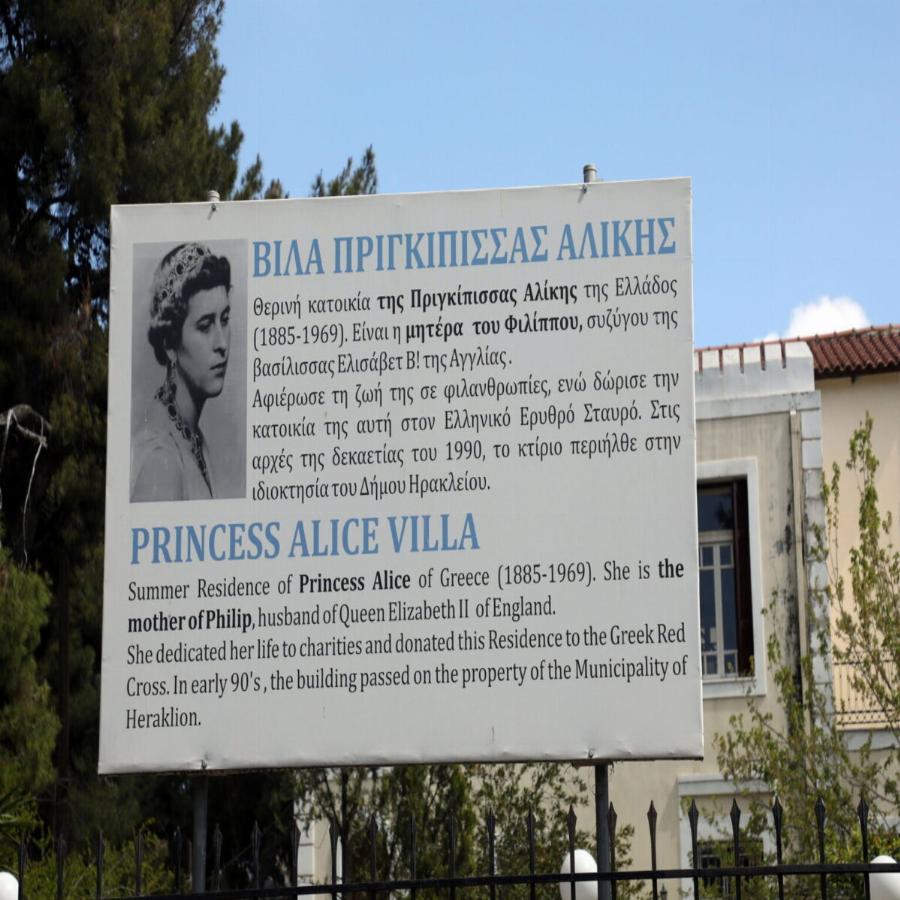 ΒΙΛΑ ΠΡΙΓΚΙΠΙΣΣΑΣ ΑΛΙΚΗΣ
Θερινή κατοικία της Πριγκίπισσας Αλίκης της Ελλάδος
(1885-1969). Είναι η μητέρα του Φιλίππου, συζύγου της
βασίλισσας Ελισάβετ Β! της Αγγλίας.
Αφιέρωσε τη ζωή της σε φιλανθρωπίες, ενώ δώρισε την
κατοικία της αυτή στον Ελληνικό Ερυθρό Σταυρό. Στις
αρχές της δεκαετίας του 1990, το κτίριο περιήλθε στην
ιδιοκτησία του Δήμου Ηρακλείου.
PRINCESS ALICE VILLA
Summer Residence of Princess Alice of Greece (1885-1969). She is the
mother of Philip, husband of Queen Elizabeth II of England.
She dedicated her life to charities and donated this Residence to the Greek Red
Cross. In early 90's, the building passed on the property of the Municipality of
Heraklion.